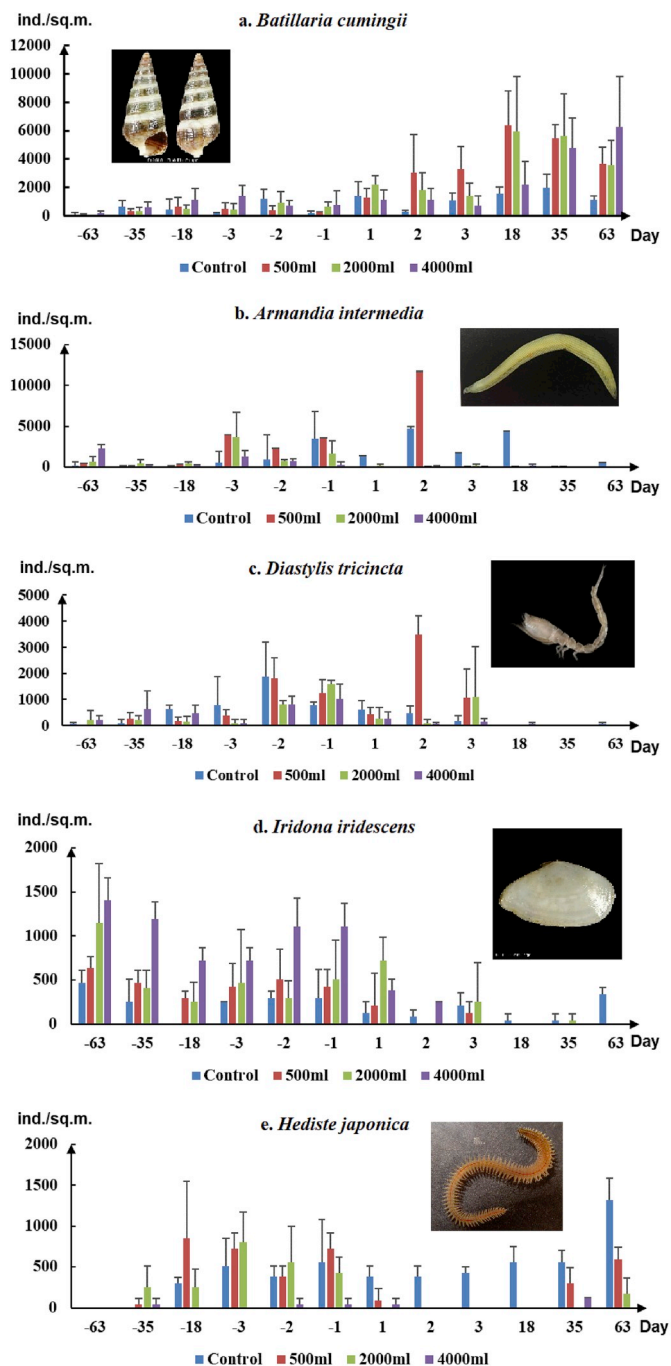 ind./sq.m.
a. Batillaria cumingii
12000
10000
8000
6000
4000
2000
0
-63 -35 -18 -3 -2 -1 1 2 3 18 35 63 Day
Control 500ml 2000ml 4000ml
ind./sq.m.
b. Armandia intermedia
15000
10000
5000
0
-63 -35 -18 -3 -2 -1 1 2 3 18 35 63 Day
Control 500ml 2000ml 4000ml
ind./sq.m.
c. Diastylis tricincta
5000
4000
3000
2000
1000
0
-63 -35 -18 -3 -2 -1 1 2 3 18 35 63 Day
Control 500ml 2000ml 4000ml
ind./sq.m.
d. Iridona iridescens
2000
1500
1000
500
0
-63 -35 -18 -3 -2 -1 1 2 3 18 35 63 Day
Control 500ml 2000ml 4000ml
ind./sq.m.
e. Hediste japonica
2000
1500
1000
500
0
-63 -35 -18 -3 -2 -1 1 2 3 18 35 63 Day
Control 500ml 2000ml 4000ml